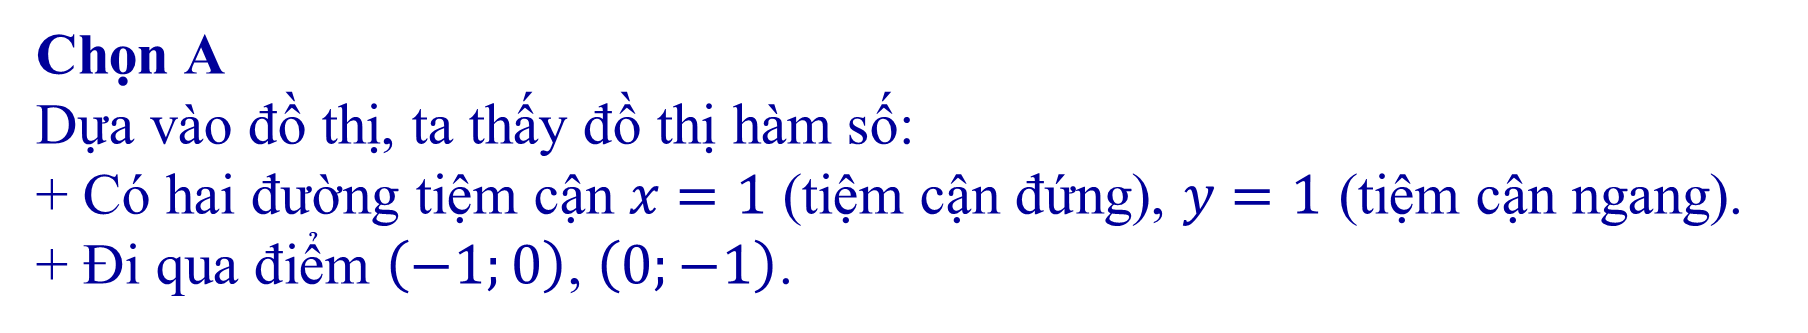 Chọn A
Dựa vào đồ thị, ta thấy đồ thị hàm số:
+ Có hai đường tiệm cận x = 1 (tiệm cận đứng), y = 1 (tiệm cận ngang).
+ Đi qua điểm (−1; 0), (0; −1).